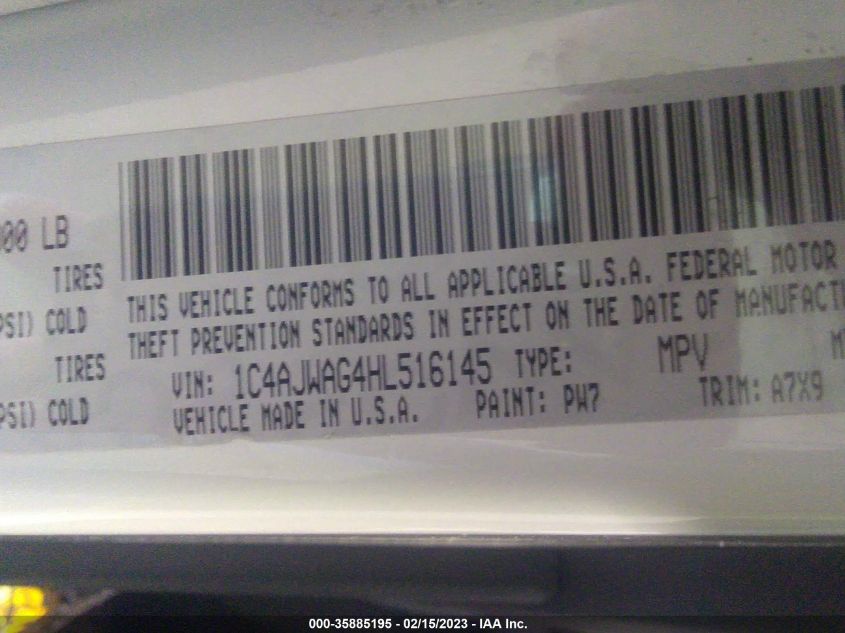 00 LB
TIRES
PSI) COLD
TIRES
PSI) COLD
THIS VEHICLE CONFORMS TO ALL APPLICABLE U.S.A. FEDERAL MOTOR
THEFT PREVENTION STANDARDS IN EFFECT ON THE DATE OF MANUFACT
VIN: 1C4AJWAG4HL516145 TYPE: MPV M
VEHICLE MADE IN U.S.A. PAINT: PW7 TRIM: A7X9
000-35885195 - 02/15/2023 - IAA Inc.